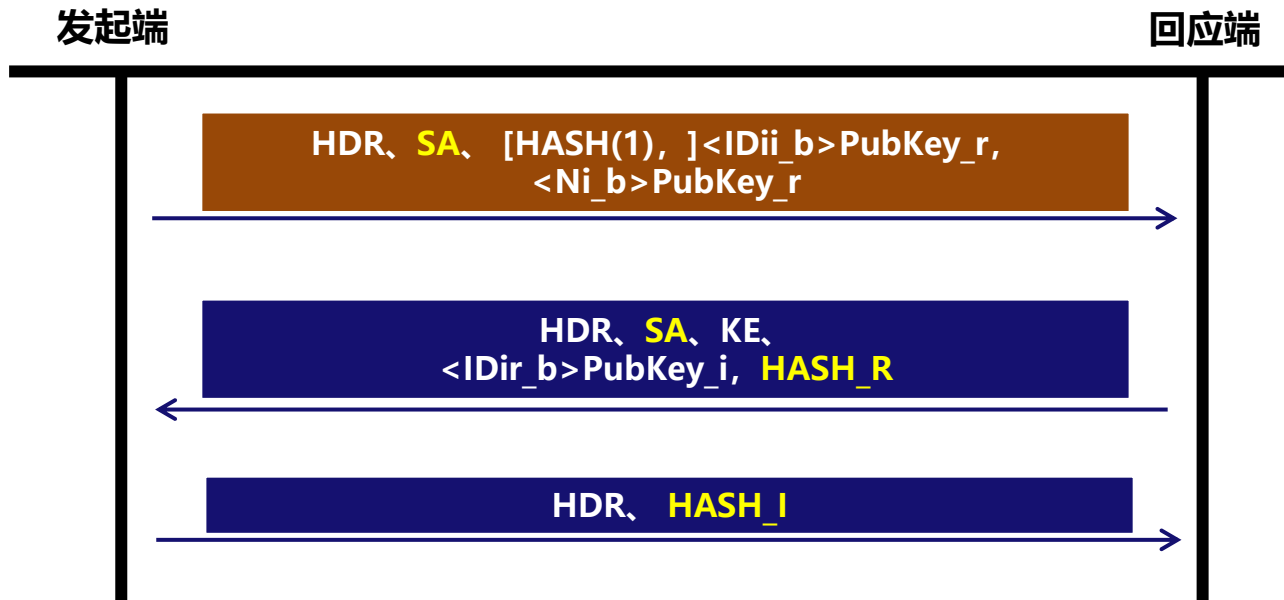 发起端
回应端
HDR、SA、 [HASH(1)，]<IDii_b>PubKey_r，
<Ni_b>PubKey_r
HDR、SA、KE、
<IDir_b>PubKey_i，HASH_R
HDR、 HASH_I